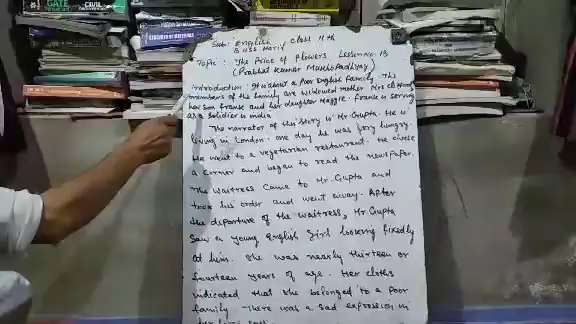 GATE
Sub: English Class 11th
Topic: The Price of flowers Lesson no. 13
(Prabhat Kumar Mukhopadhyay)
Introduction: It is about a Poor English family. The
members of the family are widowed mother Mrs clifford
her son Frank and her daughter Maggie. Frank is serving
as a soldier in india
The narrator of this story is Mr Gupta. He is
living in London. one day he was very hungry.
He went to a vegetarian restaurant. He choose
a corner and began to read the newspaper.
The waitress came to Mr. Gupta and
took his order and went away. After
the departure of the waitress, Mr Gupta
saw a young English girl looking fixedly
at him. She was nearly thirteen or
fourteen years of age. Her cloths
indicated that she belonged to a poor
family. There was a sad expression in